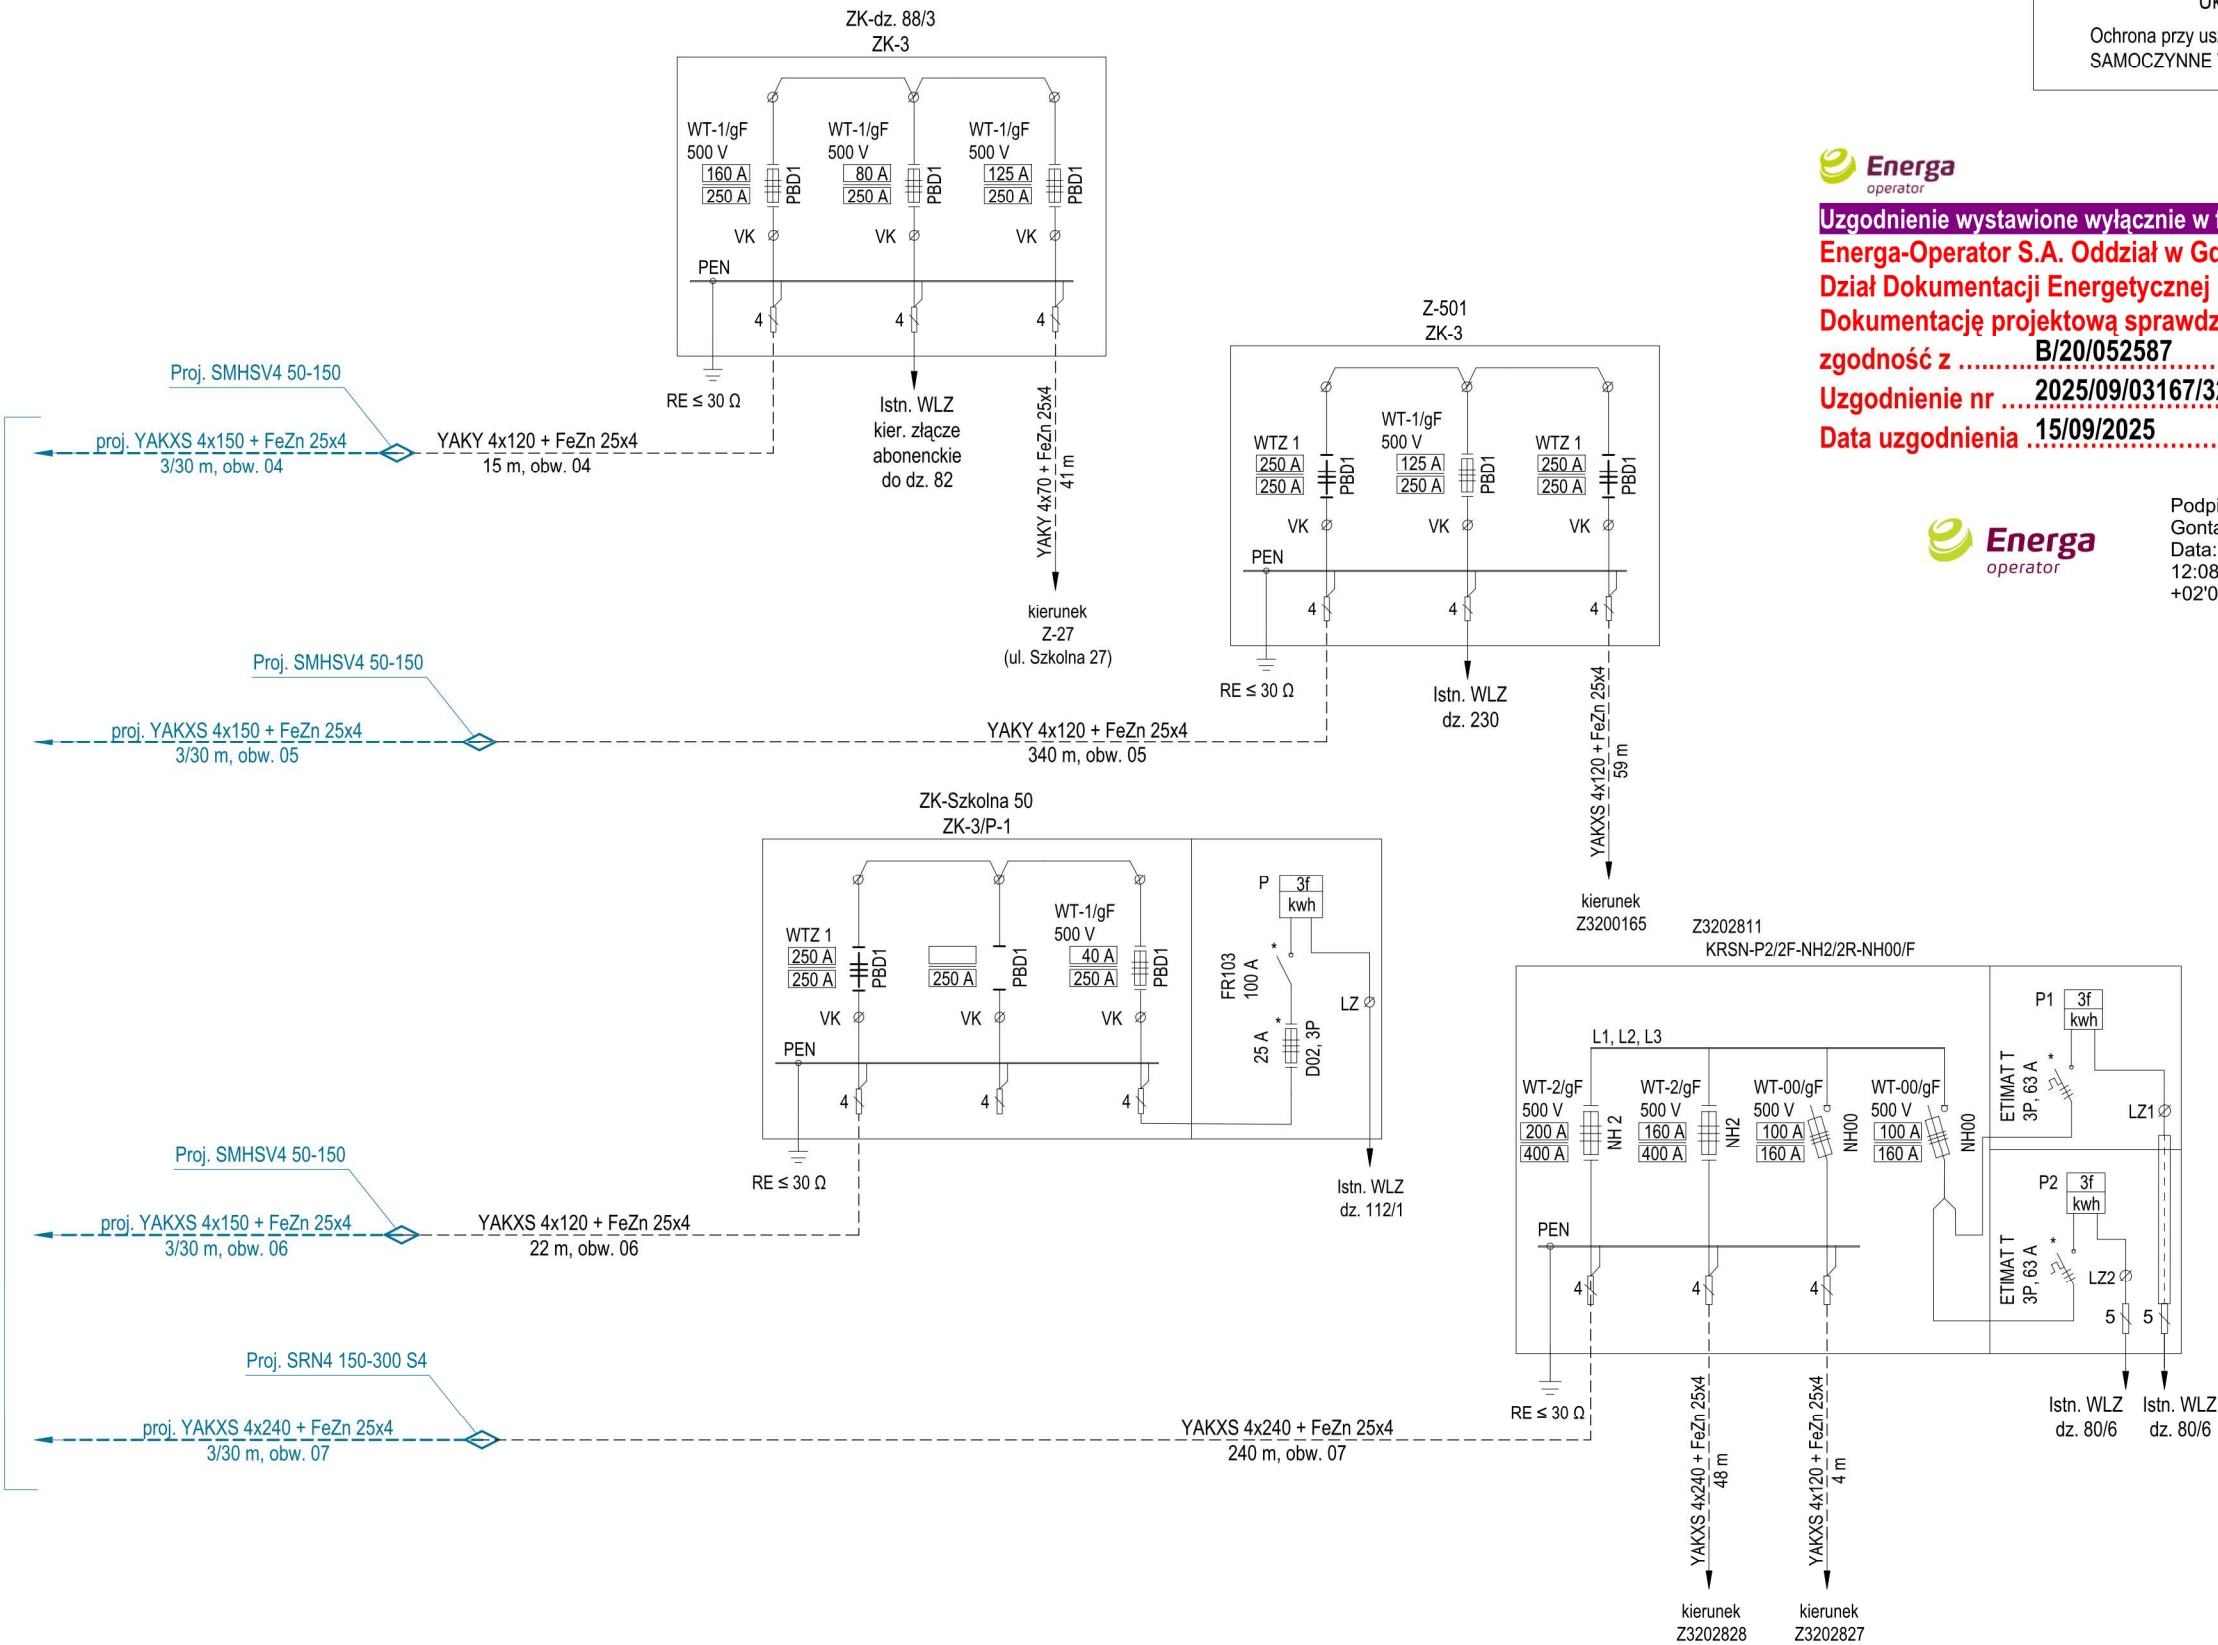 ZK-dz. 88/3
ZK-3
WT-1/gF
500 V
160 A
250 A
PBD1
VK
WT-1/gF
500 V
80 A
250 A
PBD1
VK
WT-1/gF
500 V
125 A
250 A
PBD1
VK
PEN
4
4
4
RE ≤ 30 Ω
Istn. WLZ
kier. złącze
abonenckie
do dz. 82
YAKY 4x70 + FeZn 25x4
41 m
kierunek
Z-27
(ul. Szkolna 27)
Proj. SMHSV4 50-150
proj. YAKXS 4x150 + FeZn 25x4
3/30 m, obw. 04
YAKY 4x120 + FeZn 25x4
15 m, obw. 04
Ochrona przy
SAMOCZYNNE
Energa
operator
Uzgodnienie wystawione wyłącznie w
Energa-Operator S.A. Oddział w
Dział Dokumentacji Energetycznej
Dokumentację projektową
zgodność z B/20/052587
Uzgodnienie nr 2025/09/03167/
Data uzgodnienia 15/09/2025
Energa
operator
Data:
12:08
Z-501
ZK-3
WTZ 1
250 A
250 A
PBD1
VK
WT-1/gF
500 V
125 A
250 A
PBD1
VK
WTZ 1
250 A
250 A
PBD1
VK
PEN
4
4
4
RE ≤ 30 Ω
Istn. WLZ
dz. 230
YAKXS 4x120 + FeZn 25x4
59 m
kierunek
Z3200165
Proj. SMHSV4 50-150
proj. YAKXS 4x150 + FeZn 25x4
3/30 m, obw. 05
YAKY 4x120 + FeZn 25x4
340 m, obw. 05
ZK-Szkolna 50
ZK-3/P-1
WTZ 1
250 A
250 A
PBD1
VK
250 A
PBD1
VK
WT-1/gF
500 V
40 A
250 A
PBD1
VK
PEN
4
4
4
RE ≤ 30 Ω
P
3f
kwh
*
FR103
100 A
*
25 A
D02, 3P
LZ
Istn. WLZ
dz. 112/1
Proj. SMHSV4 50-150
proj. YAKXS 4x150 + FeZn 25x4
3/30 m, obw. 06
YAKXS 4x120 + FeZn 25x4
22 m, obw. 06
Z3202811
KRSN-P2/2F-NH2/2R-NH00/F
L1, L2, L3
WT-2/gF
500 V
200 A
400 A
NH 2
WT-2/gF
500 V
160 A
400 A
NH2
WT-00/gF
500 V
100 A
160 A
NH00
WT-00/gF
500 V
100 A
160 A
NH00
PEN
4
4
4
RE ≤ 30 Ω
P1
3f
kwh
*
ETIMAT T
3P, 63 A
LZ1
P2
3f
kwh
*
ETIMAT T
3P, 63 A
LZ2
5
5
Istn. WLZ
dz. 80/6
Istn. WLZ
dz. 80/6
Proj. SRN4 150-300 S4
proj. YAKXS 4x240 + FeZn 25x4
3/30 m, obw. 07
YAKXS 4x240 + FeZn 25x4
240 m, obw. 07
YAKXS 4x240 + FeZn 25x4
48 m
YAKXS 4x120 + FeZn 25x4
4 m
kierunek
Z3202828
kierunek
Z3202827